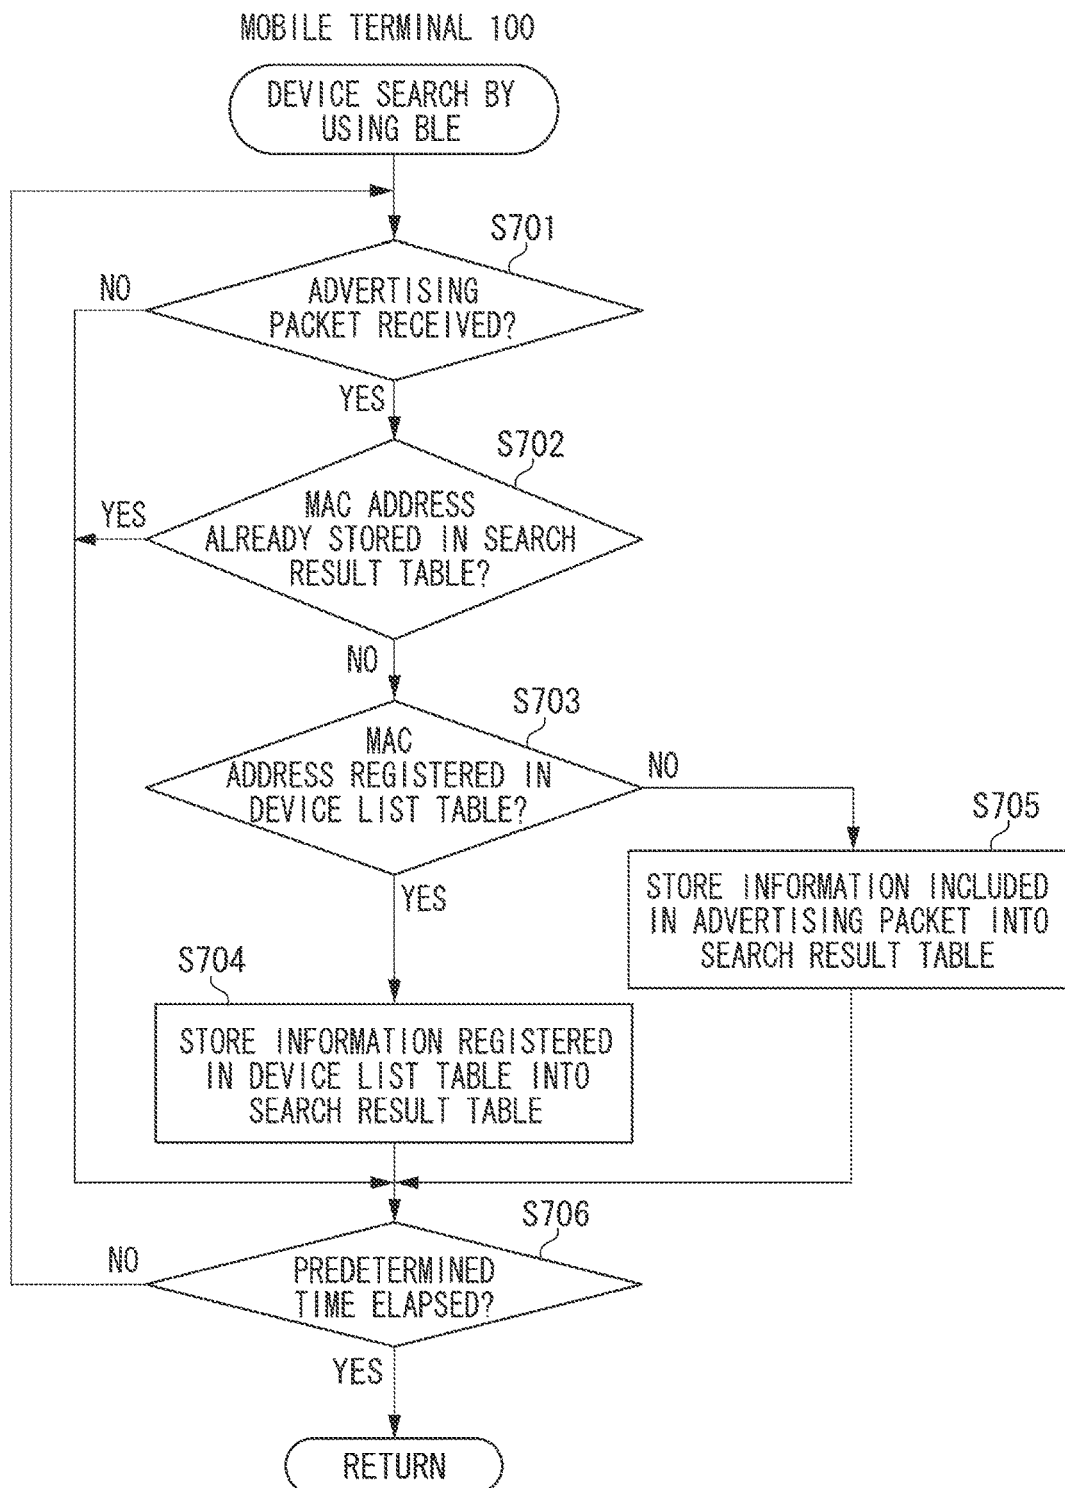 MOBILE TERMINAL 100
DEVICE SEARCH BY
USING BLE
S701
NO
ADVERTISING
PACKET RECEIVED?
YES
S702
YES
MAC ADDRESS
ALREADY STORED IN SEARCH
RESULT TABLE?
NO
S703
MAC
ADDRESS REGISTERED IN
DEVICE LIST TABLE?
NO
YES
S705
STORE INFORMATION INCLUDED
IN ADVERTISING PACKET INTO
SEARCH RESULT TABLE
S704
STORE INFORMATION REGISTERED
IN DEVICE LIST TABLE INTO
SEARCH RESULT TABLE
S706
NO
PREDETERMINED
TIME ELAPSED?
YES
RETURN